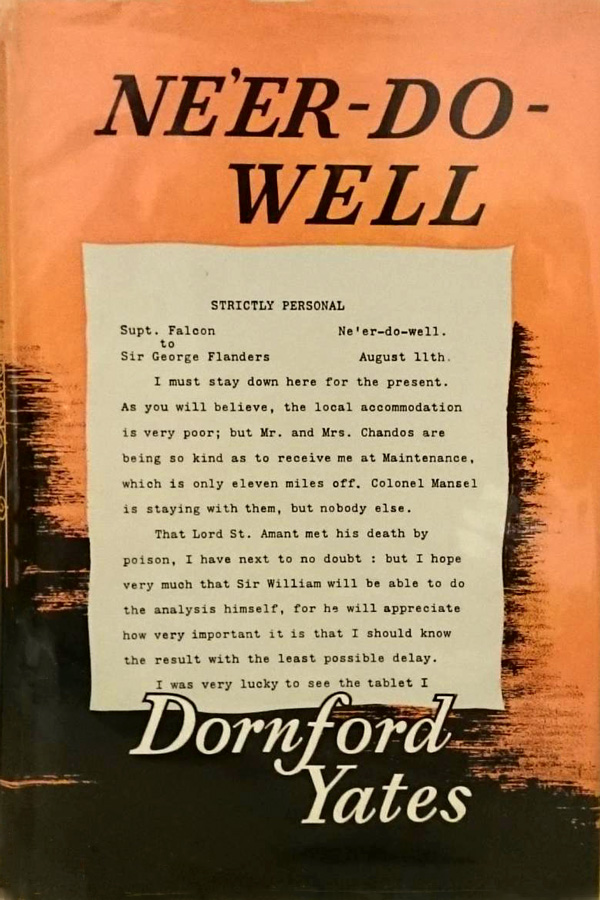 NE'ER-DO-
WELL
STRICTLY PERSONAL
Supt. Falcon Ne'er-do-well.
to
Sir George Flanders August 11th.
I must stay down here for the present.
As you will believe, the local accommodation
is very poor; but Mr. and Mrs. Chandos are
being so kind as to receive me at Maintenance,
which is only eleven miles off. Colonel Mansel
is staying with them, but nobody else.
That Lord St. Amant met his death by
poison, I have next to no doubt : but I hope
very much that Sir William will be able to do
the analysis himself, for he will appreciate
how very important it is that I should know
the result with the least possible delay.
I was very lucky to see the tablet I
Dornford
Yates